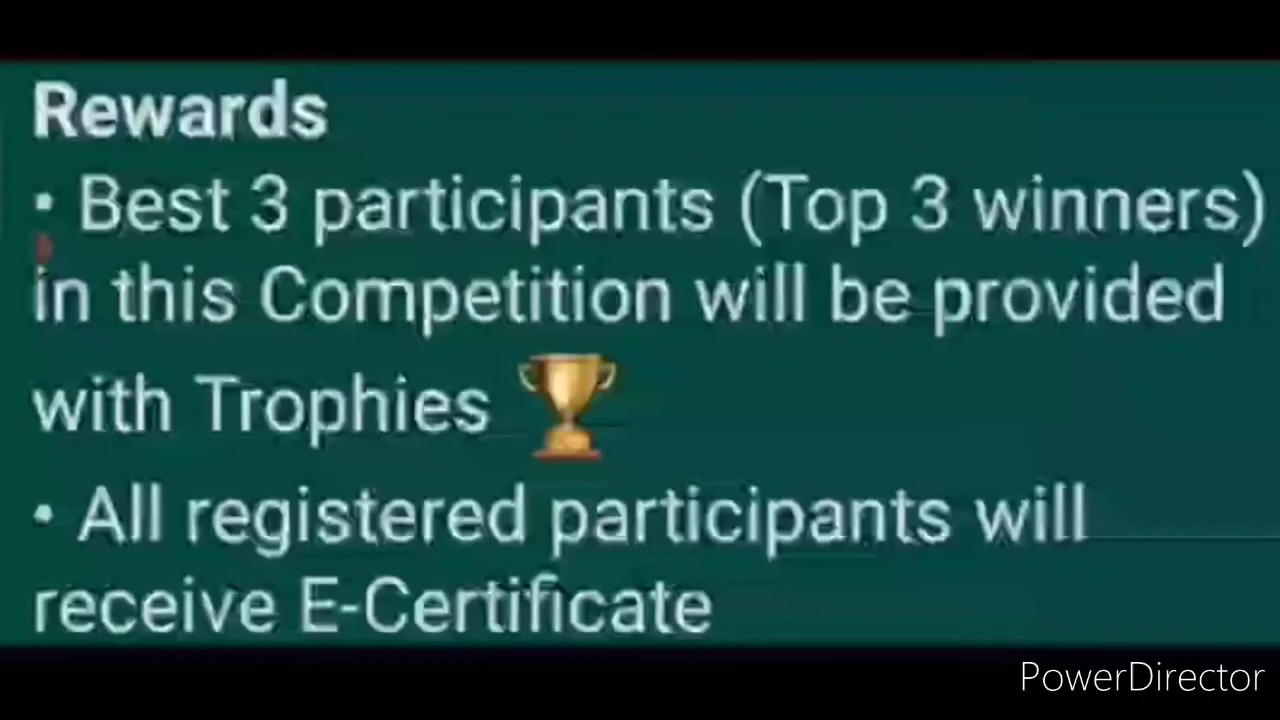 Rewards
• Best 3 participants (Top 3 winners)
in this Competition will be provided
with Trophies 🏆
• All registered participants will
receive E-Certificate
PowerDirector